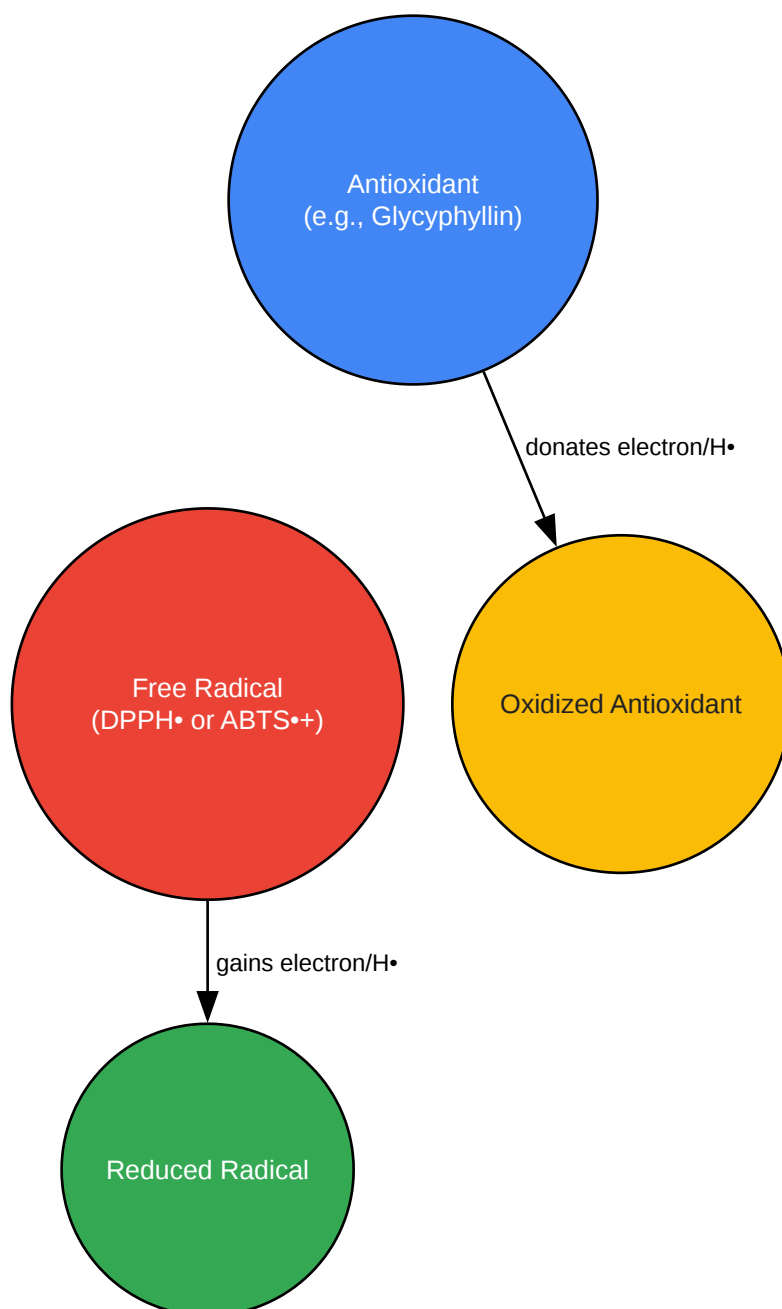 Antioxidant
(e.g., Glycyphyllin)
donates electron/H•
Free Radical
(DPPH• or ABTS•+)
Oxidized Antioxidant
gains electron/H•
Reduced Radical